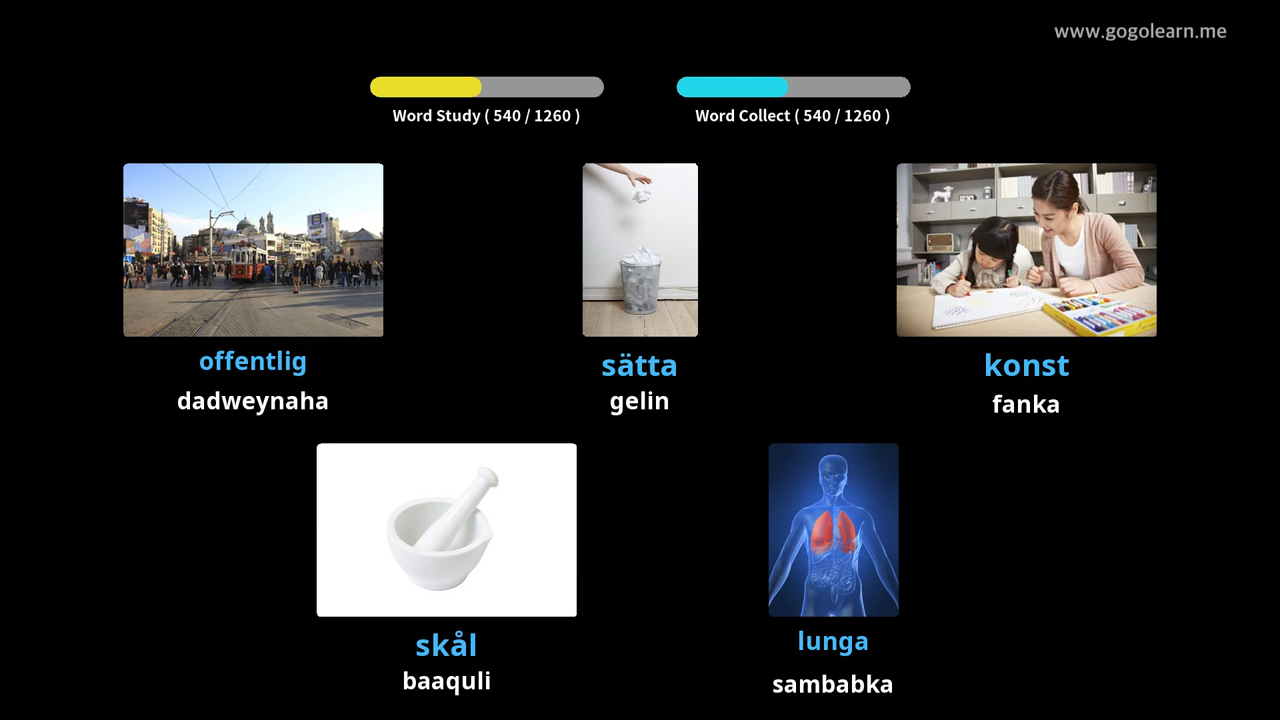 www.gogolearn.me
Word Study ( 540 / 1260 )
Word Collect ( 540 / 1260 )
offentlig
dadweynaha
sätta
gelin
konst
fanka
skål
baaquli
lunga
sambabka